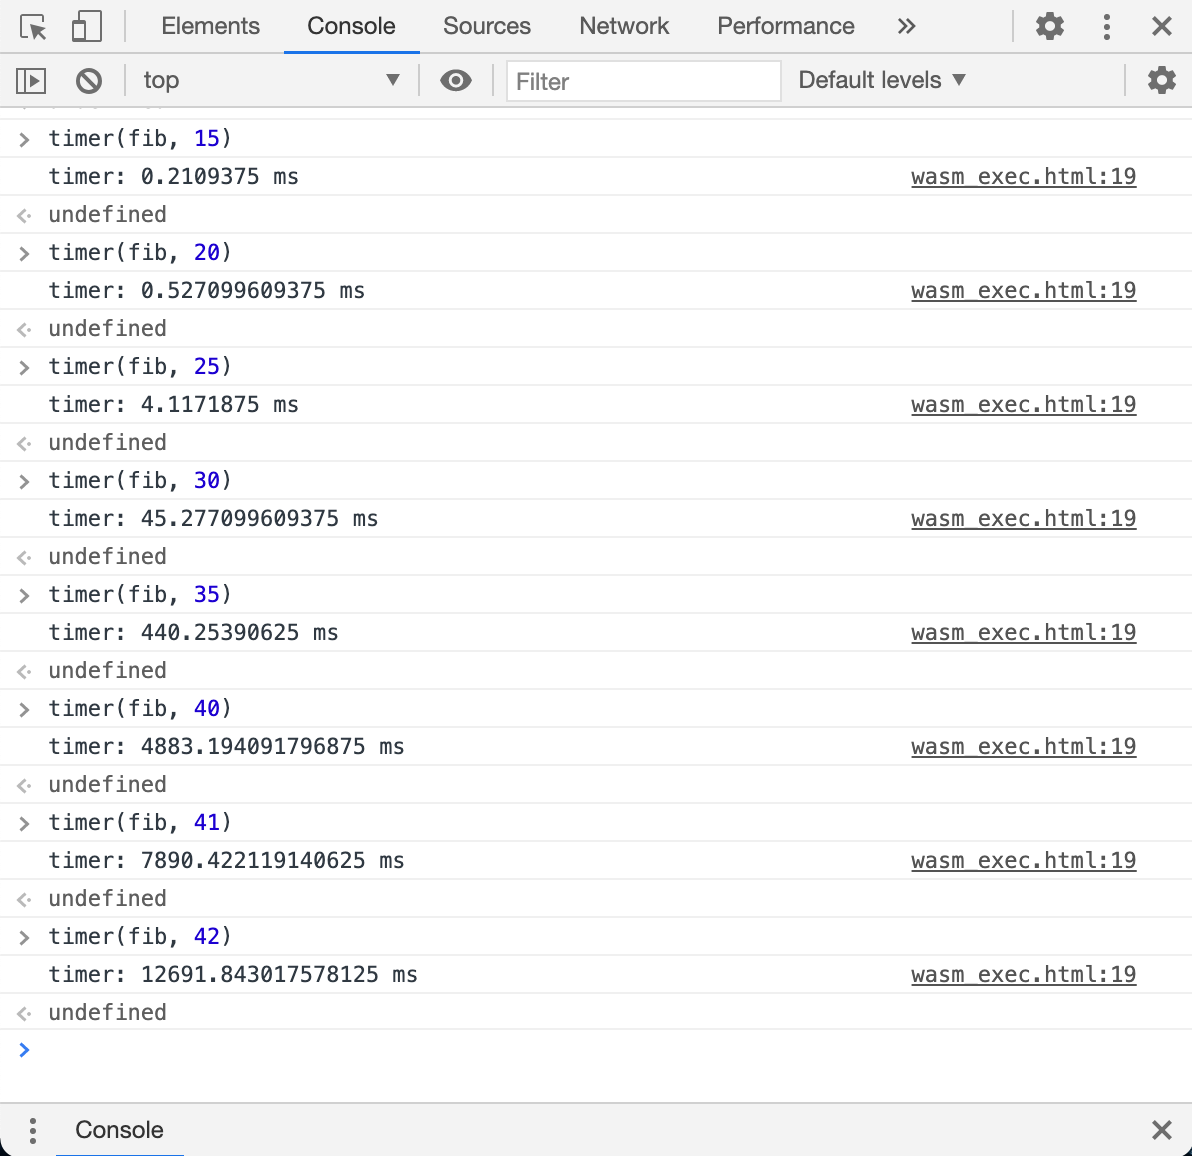 Elements Console Sources Network Performance
top Filter Default levels
timer(fib, 15)
timer: 0.2109375 ms wasm_exec.html:19
undefined
timer(fib, 20)
timer: 0.527099609375 ms wasm_exec.html:19
undefined
timer(fib, 25)
timer: 4.1171875 ms wasm_exec.html:19
undefined
timer(fib, 30)
timer: 45.277099609375 ms wasm_exec.html:19
undefined
timer(fib, 35)
timer: 440.25390625 ms wasm_exec.html:19
undefined
timer(fib, 40)
timer: 4883.194091796875 ms wasm_exec.html:19
undefined
timer(fib, 41)
timer: 7890.422119140625 ms wasm_exec.html:19
undefined
timer(fib, 42)
timer: 12691.843017578125 ms wasm_exec.html:19
undefined
Console